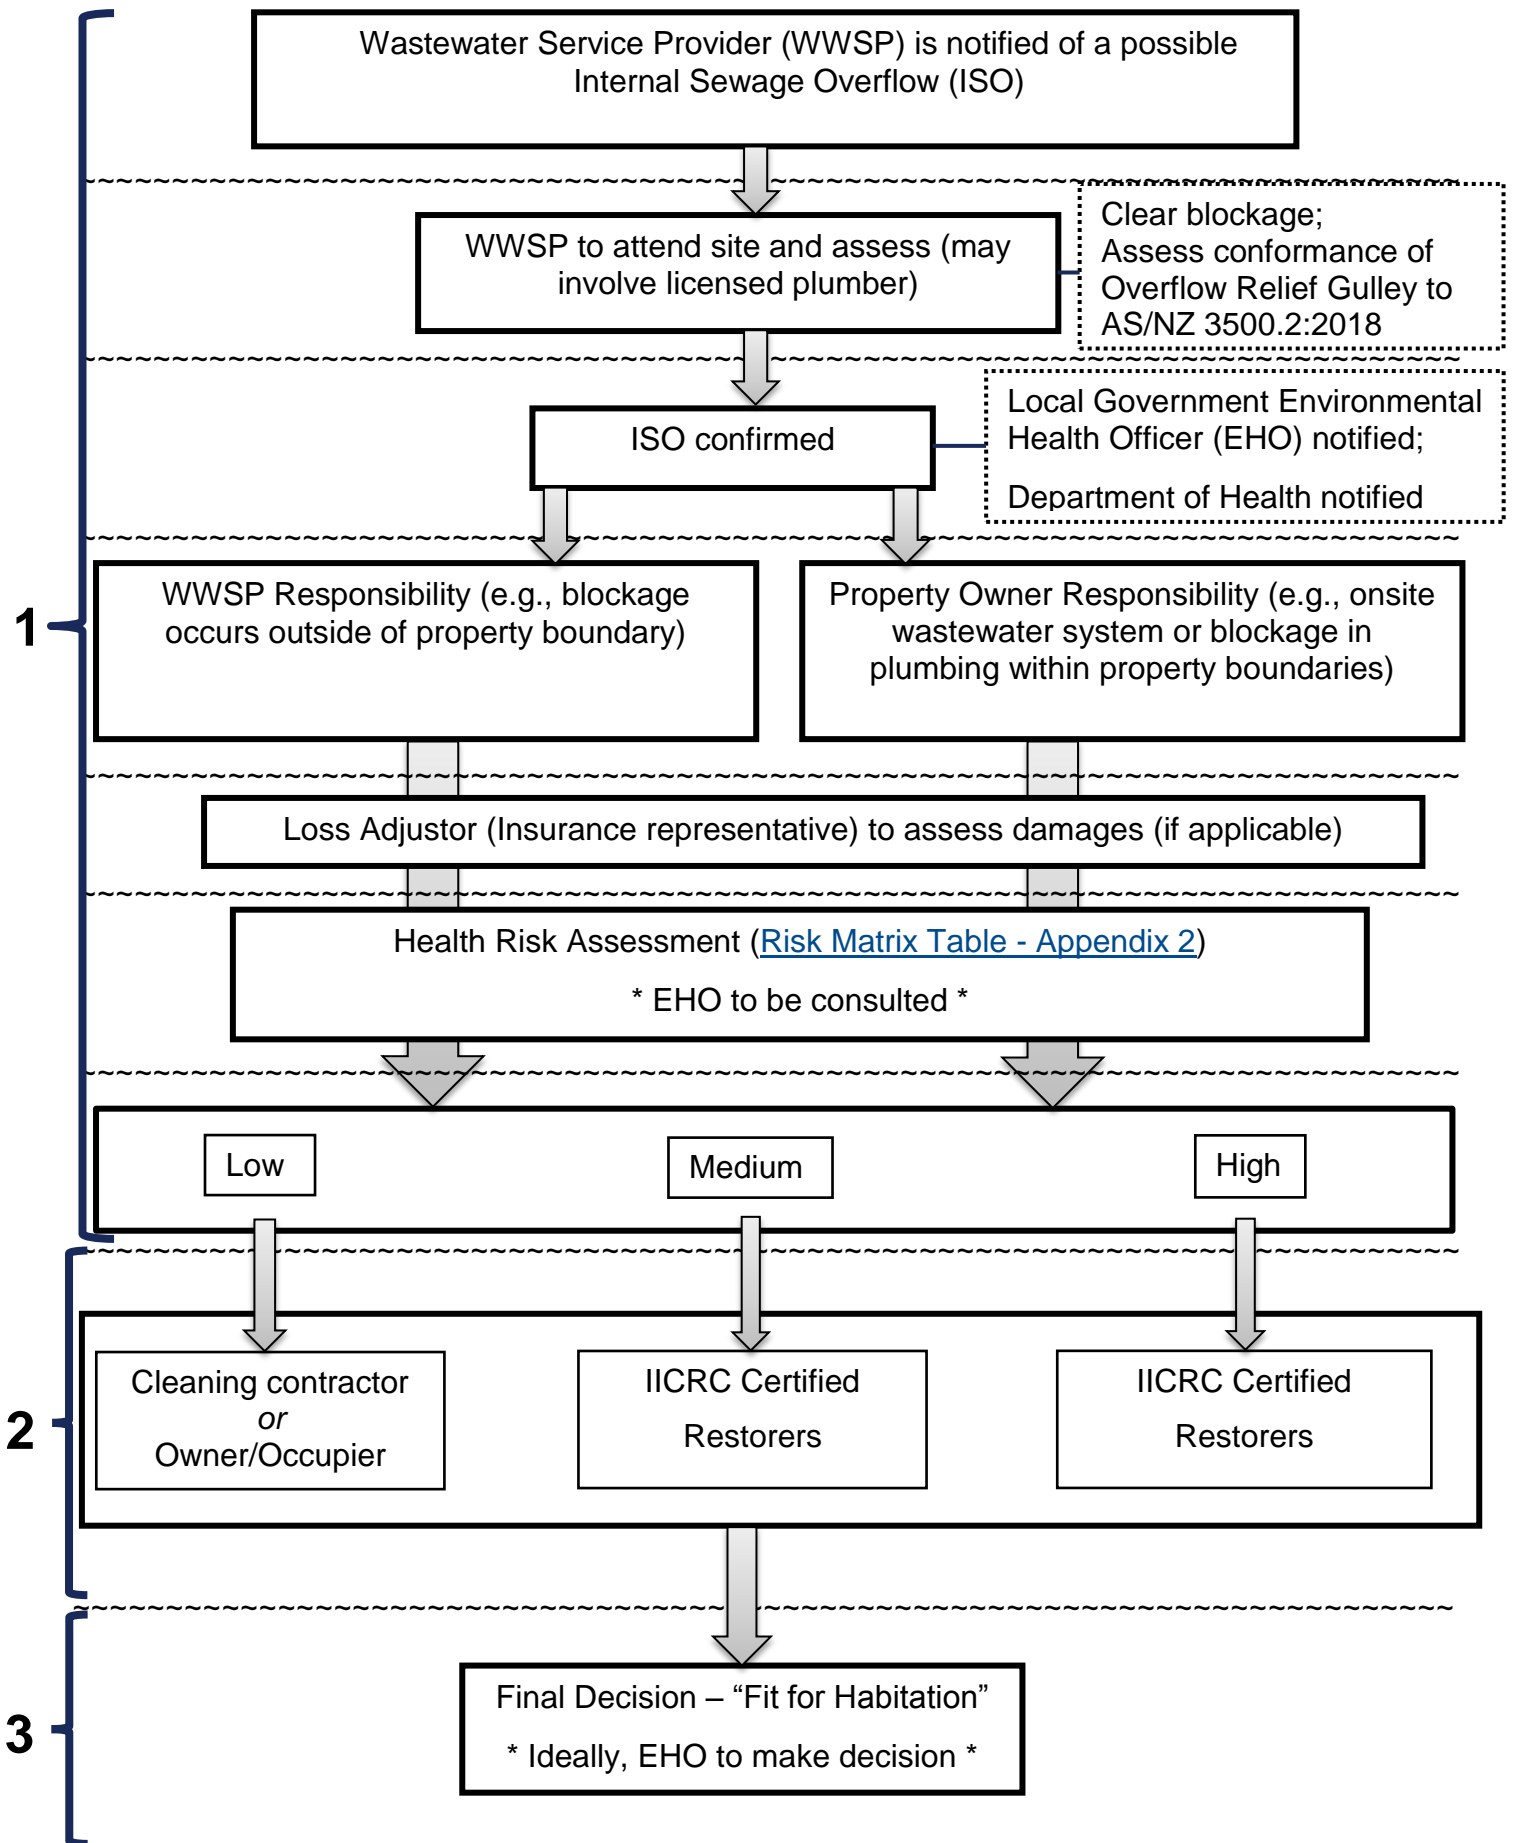 Wastewater Service Provider (WWSP) is notified of a possible
Internal Sewage Overflow (ISO)
WWSP to attend site and assess (may
involve licensed plumber)
Clear blockage;
Assess conformance of
Overflow Relief Gulley to
AS/NZ 3500.2:2018
ISO confirmed
Local Government Environmental
Health Officer (EHO) notified;
Department of Health notified
1
WWSP Responsibility (e.g., blockage
occurs outside of property boundary)
Property Owner Responsibility (e.g., onsite
wastewater system or blockage in
plumbing within property boundaries)
Loss Adjustor (Insurance representative) to assess damages (if applicable)
Health Risk Assessment (Risk Matrix Table - Appendix 2)
* EHO to be consulted *
Low
Medium
High
2
Cleaning contractor
or
Owner/Occupier
IICRC Certified
Restorers
IICRC Certified
Restorers
3
Final Decision – “Fit for Habitation”
* Ideally, EHO to make decision *